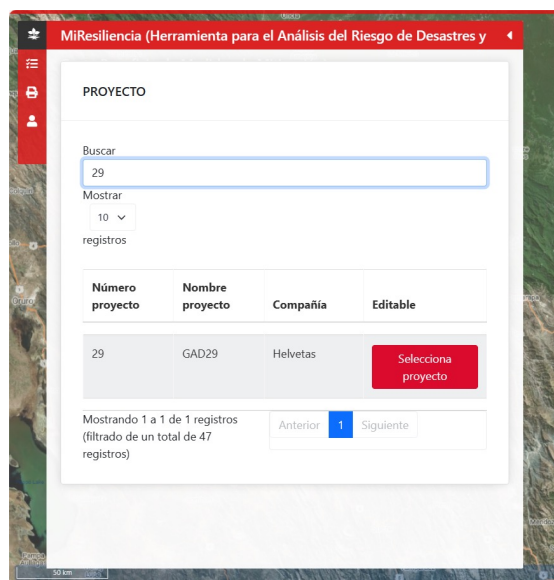 MiResiliencia (Herramienta para el Análisis del Riesgo de Desastres y
PROYECTO
Buscar
29
Mostrar
10
registros
Número proyecto
Nombre proyecto
Compañía
Editable
29
GAD29
Helvetas
Selecciona
proyecto
Mostrando 1 a 1 de 1 registros
(filtrado de un total de 47
registros)
Anterior 1 Siguiente
Oruro
50 km